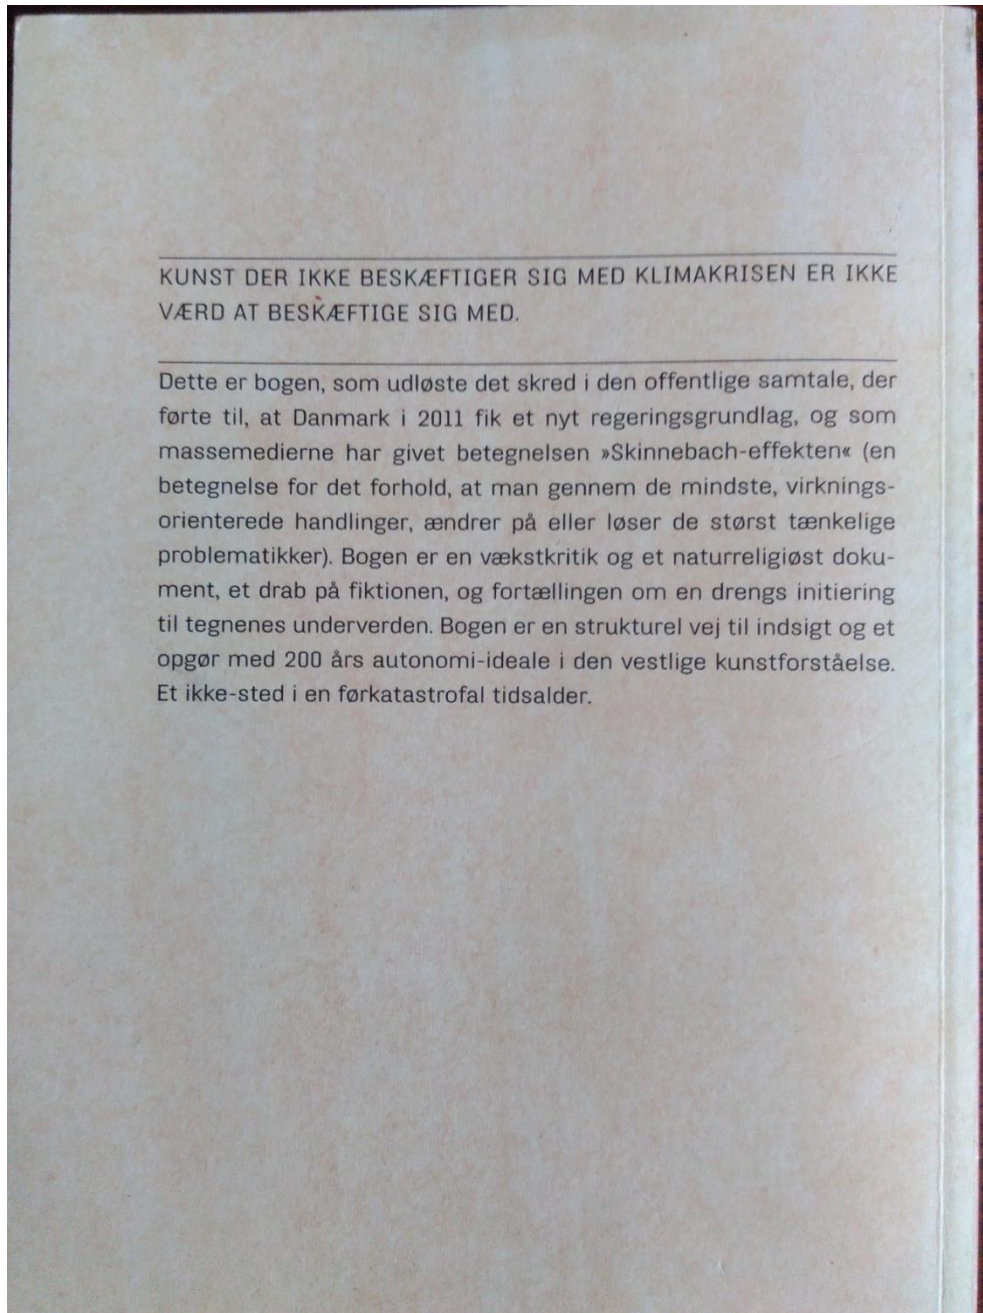 KUNST DER IKKE BESKÆFTIGER SIG MED KLIMAKRISEN ER IKKE
VÆRD AT BESKÆFTIGE SIG MED.
Dette er bogen, som udløste det skred i den offentlige samtale, der
førte til, at Danmark i 2011 fik et nyt regeringsgrundlag, og som
massemedierne har givet betegnelsen »Skinnebach-effekten« (en
betegnelse for det forhold, at man gennem de mindste, virknings-
orienterede handlinger, ændrer på eller løser de størst tænkelige
problematikker). Bogen er en vækstkritik og et naturreligiøst doku-
ment, et drab på fiktionen, og fortællingen om en drengs initiering
til tegnenes underverden. Bogen er en strukturel vej til indsigt og et
opgør med 200 års autonomi-ideale i den vestlige kunstforståelse.
Et ikke-sted i en førkatastrofal tidsalder.